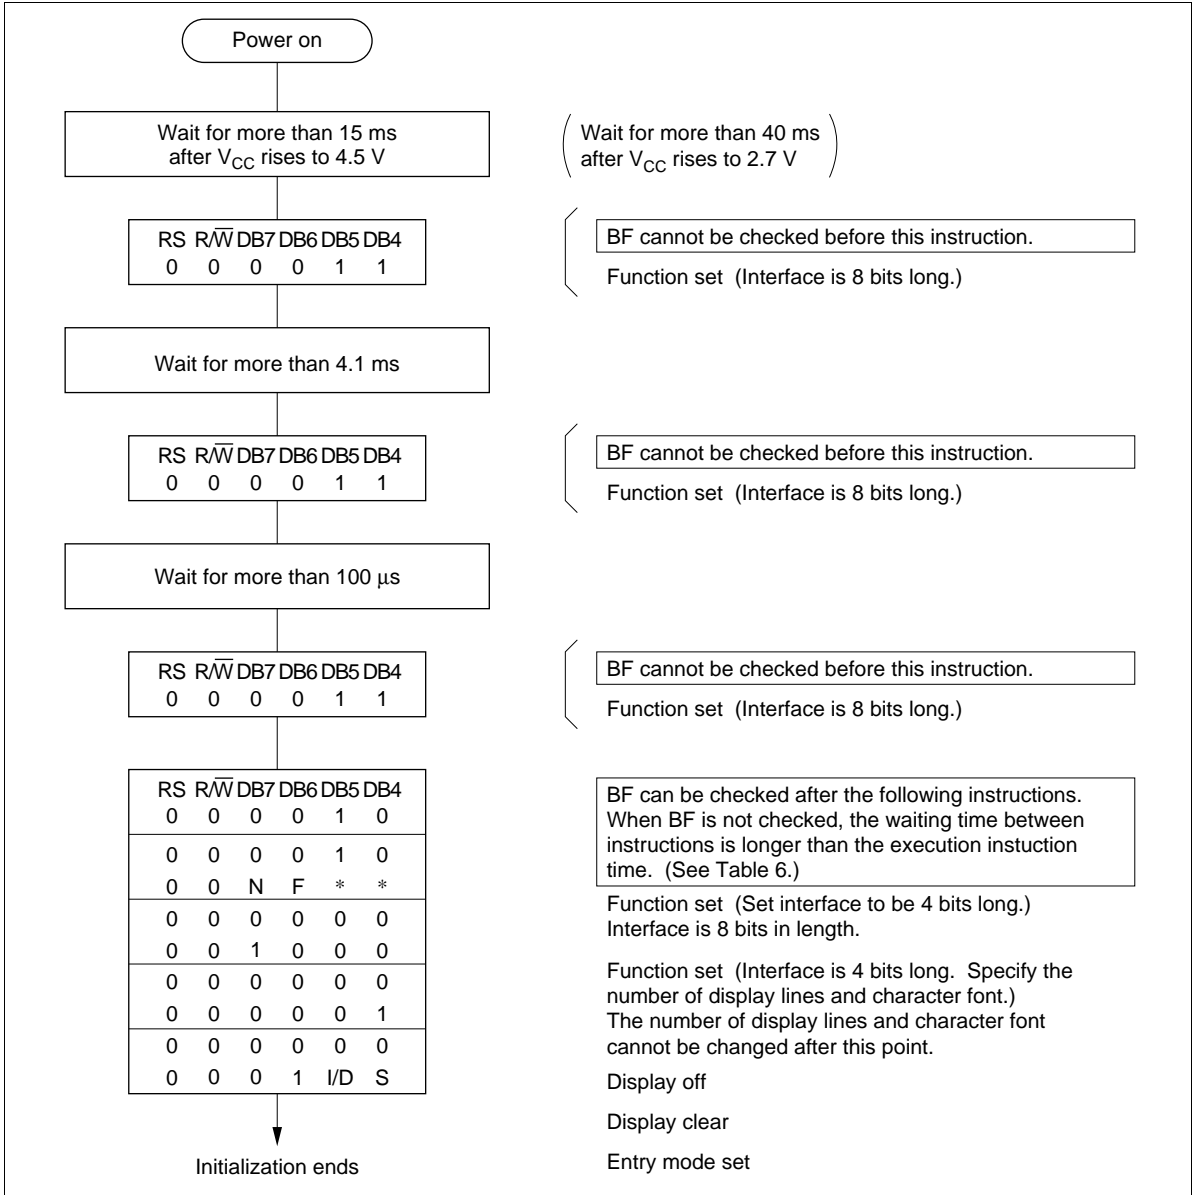 Power on
Wait for more than 15 ms
after VCC rises to 4.5 V
Wait for more than 40 ms
after VCC rises to 2.7 V
RS R/W̅ DB7 DB6 DB5 DB4
0 0 0 0 1 1
BF cannot be checked before this instruction.
Function set (Interface is 8 bits long.)
Wait for more than 4.1 ms
RS R/W̅ DB7 DB6 DB5 DB4
0 0 0 0 1 1
BF cannot be checked before this instruction.
Function set (Interface is 8 bits long.)
Wait for more than 100 μs
RS R/W̅ DB7 DB6 DB5 DB4
0 0 0 0 1 1
BF cannot be checked before this instruction.
Function set (Interface is 8 bits long.)
RS R/W̅ DB7 DB6 DB5 DB4
0 0 0 0 1 0
0 0 0 0 1 0
0 0 N F * *
0 0 0 0 0 0
0 0 1 0 0 0
0 0 0 0 0 0
0 0 0 0 0 1
0 0 0 0 0 0
0 0 0 1 I/D S
BF can be checked after the following instructions.
When BF is not checked, the waiting time between
instructions is longer than the execution instuction
time. (See Table 6.)
Function set (Set interface to be 4 bits long.)
Interface is 8 bits in length.
Function set (Interface is 4 bits long. Specify the
number of display lines and character font.)
The number of display lines and character font
cannot be changed after this point.
Display off
Display clear
Entry mode set
Initialization ends